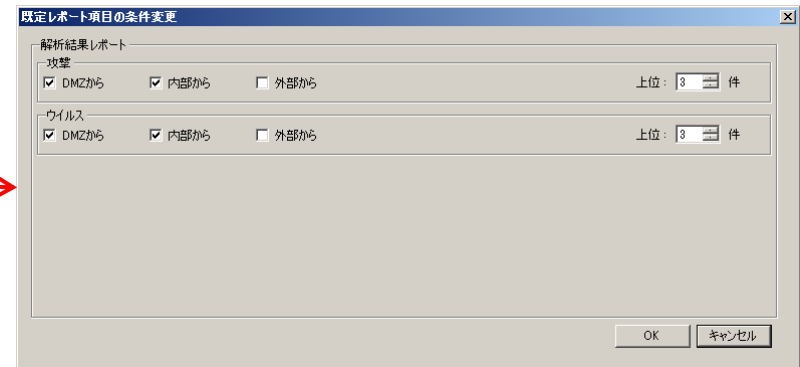 既定レポート項目の条件変更
解析結果レポート
攻撃
DMZから 内部から 外部から 上位: 3 件
ウイルス
DMZから 内部から 外部から 上位: 3 件
OK キャンセル